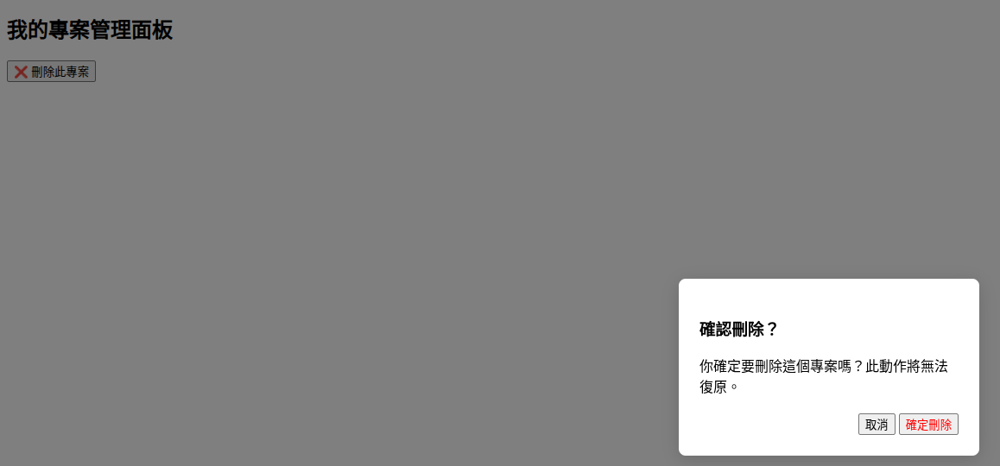 我的專案管理面板
❌ 刪除此專案
確認刪除？
你確定要刪除這個專案嗎？此動作將無法
復原。
取消 確定刪除